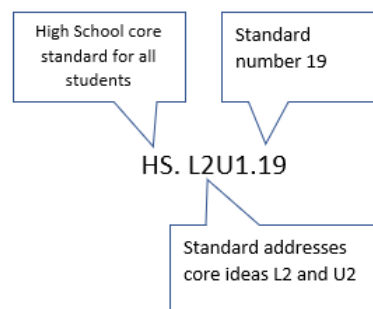 High School core
standard for all
students
Standard
number 19
HS. L2U1.19
Standard addresses
core ideas L2 and U2